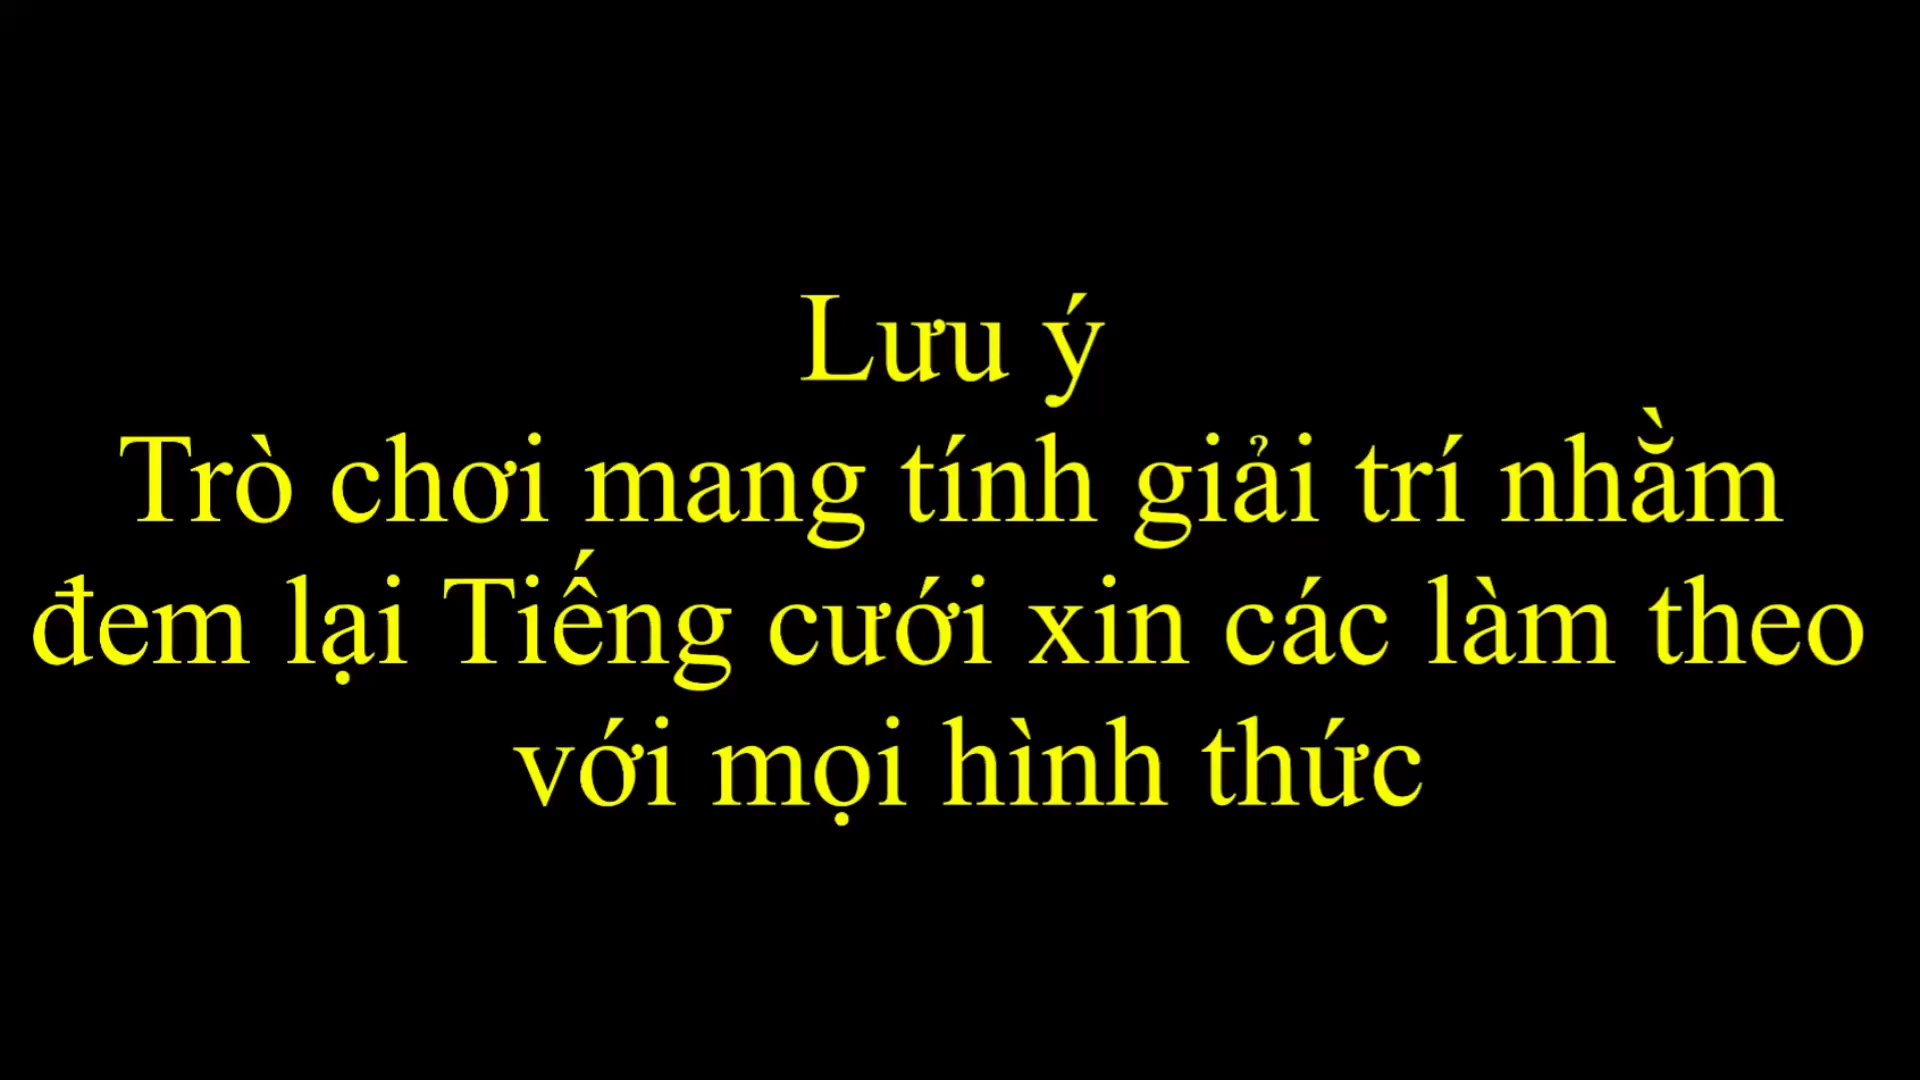 Lưu ý
Trò chơi mang tính giải trí nhằm
đem lại Tiếng cưới xin các làm theo
với mọi hình thức